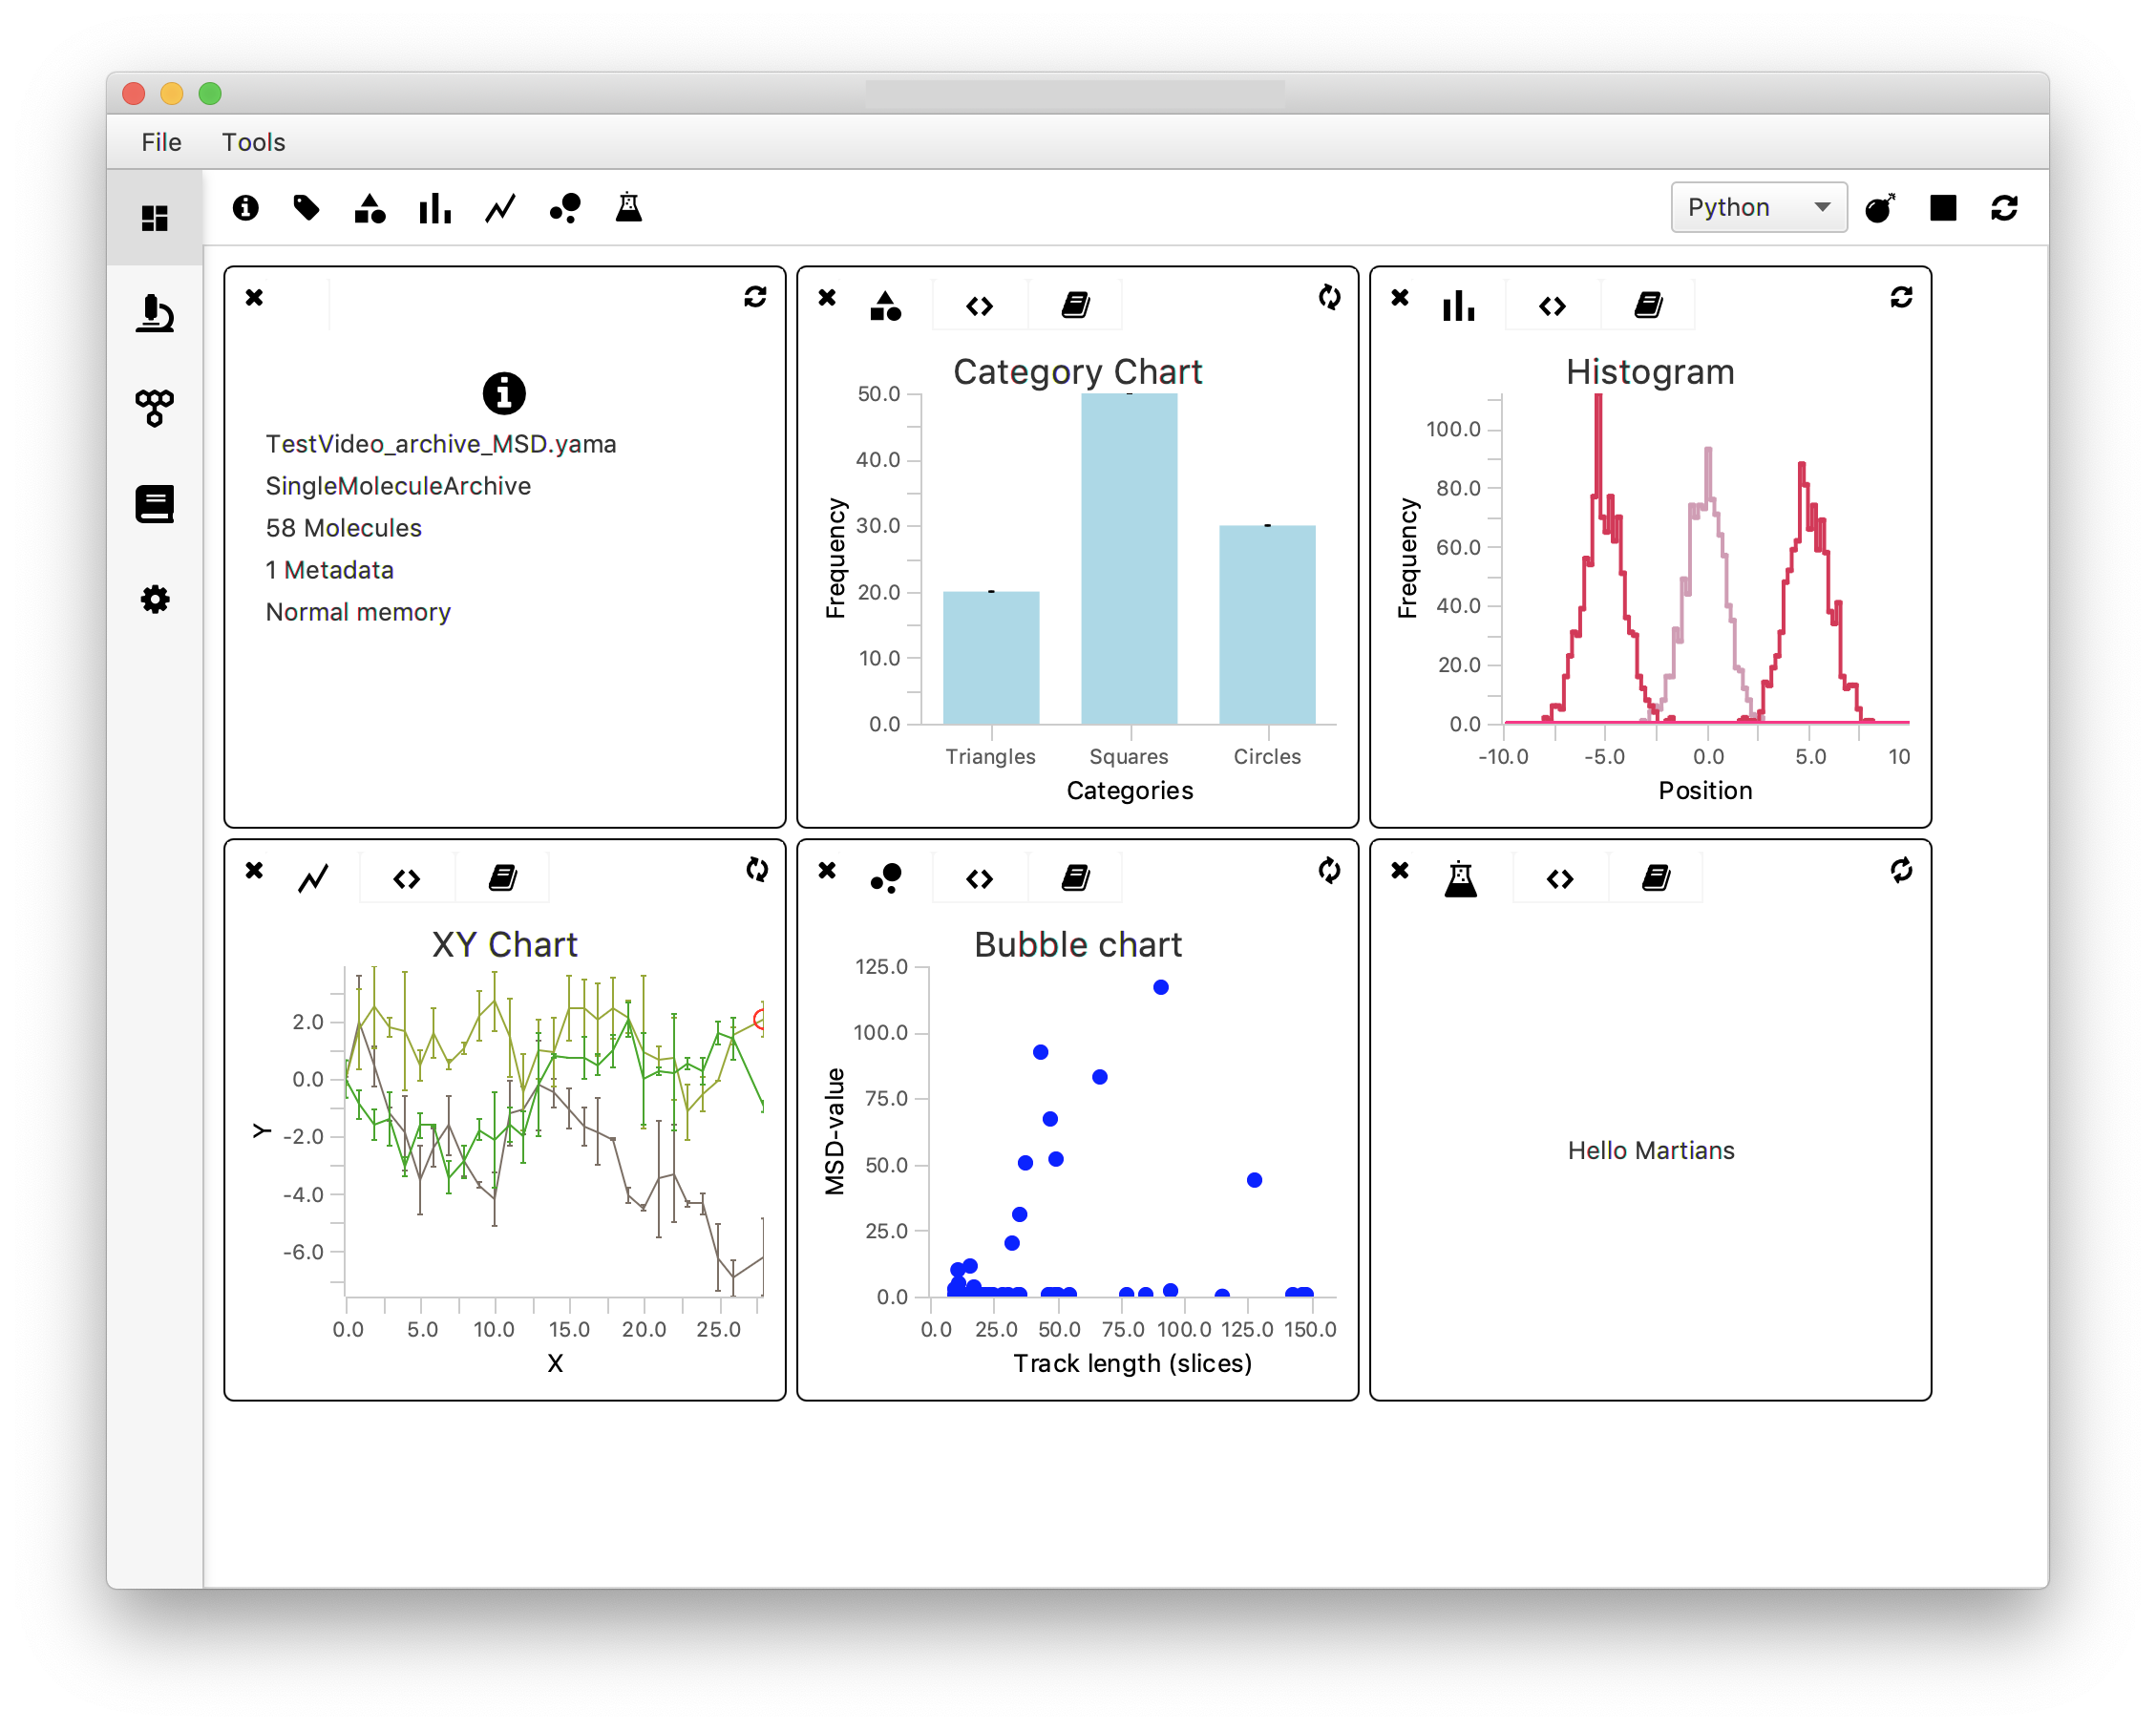 File Tools
Python
TestVideo_archive_MSD.yama
SingleMoleculeArchive
58 Molecules
1 Metadata
Normal memory
Category Chart
50.0
40.0
30.0
20.0
10.0
0.0
Frequency
Triangles Squares Circles
Categories
Histogram
100.0
80.0
60.0
40.0
20.0
0.0
Frequency
-10.0 -5.0 0.0 5.0 10
Position
XY Chart
2.0
0.0
-2.0
-4.0
-6.0
Y
0.0 5.0 10.0 15.0 20.0 25.0
X
Bubble chart
125.0
100.0
75.0
50.0
25.0
0.0
MSD-value
0.0 25.0 50.0 75.0 100.0 125.0 150.0
Track length (slices)
Hello Martians